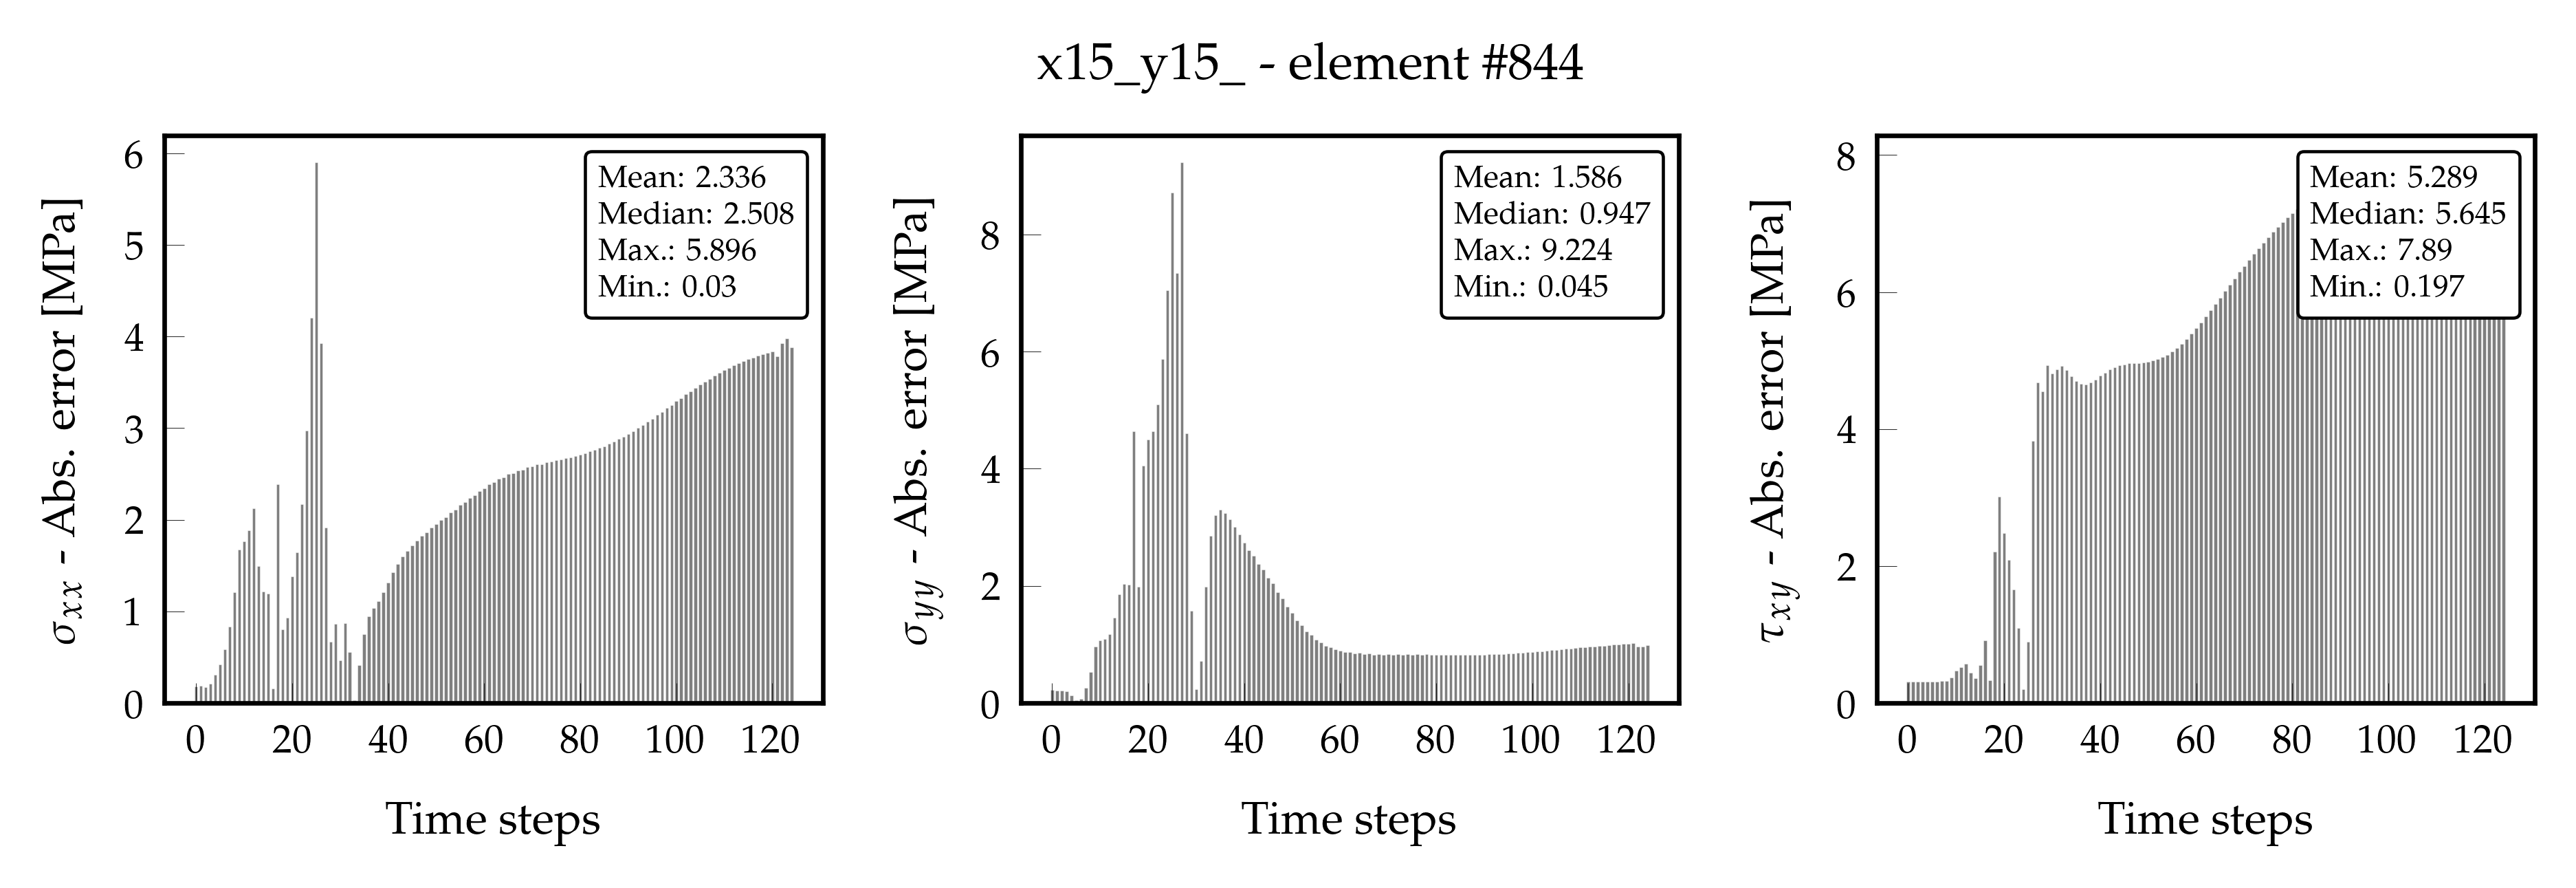 x15_y15_ - element #844
σxx - Abs. error [MPa]
6
5
4
3
2
1
0
0 20 40 60 80 100 120
Time steps
Mean: 2.336
Median: 2.508
Max.: 5.896
Min.: 0.03
σyy - Abs. error [MPa]
8
6
4
2
0
0 20 40 60 80 100 120
Time steps
Mean: 1.586
Median: 0.947
Max.: 9.224
Min.: 0.045
τxy - Abs. error [MPa]
8
6
4
2
0
0 20 40 60 80 100 120
Time steps
Mean: 5.289
Median: 5.645
Max.: 7.89
Min.: 0.197